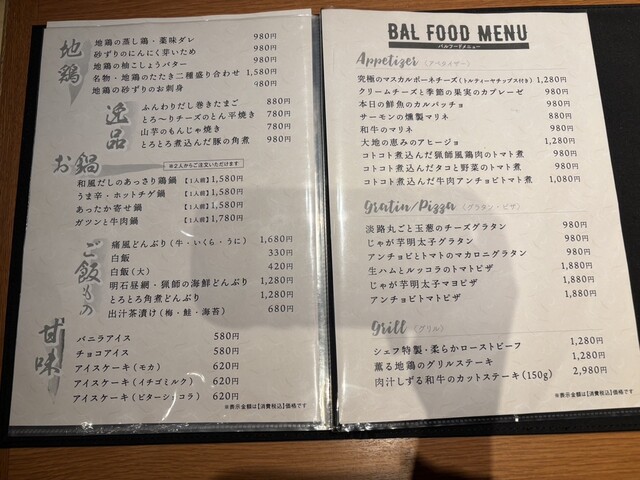 地鶏
地鶏の蒸し鶏・薬味ダレ 980円
砂ずりのにんにく芽いため 980円
地鶏の柚こしょうバター 980円
名物・地鶏のたたき二種盛り合わせ 1,580円
地鶏の砂ずりのお刺身 980円
逸品
ふんわりだし巻きたまご 880円
とろ〜りチーズのとん平焼き 780円
山芋のもんじゃ焼き 780円
とろとろ煮込んだ豚の角煮 980円
お鍋
※2人からご注文いただけます
和風だしのあっさり鶏鍋【1人前】1,580円
うま辛・ホットチゲ鍋【1人前】1,580円
あったか寄せ鍋【1人前】1,580円
ガツンと牛肉鍋【1人前】1,780円
ご飯もの
痛風どんぶり(牛・いくら・うに) 1,680円
白飯 330円
白飯(大) 420円
明石昼網・猟師の海鮮どんぶり 1,280円
とろとろ角煮どんぶり 1,280円
出汁茶漬け(梅・鮭・海苔) 680円
甘味
バニラアイス 580円
チョコアイス 580円
アイスケーキ(モカ) 620円
アイスケーキ(イチゴミルク) 620円
アイスケーキ(ビターショコラ) 620円
※表示金額は【消費税込】価格です
BAL FOOD MENU
バルフードメニュー
Appetizer(アペタイザー)
究極のマスカルポーネチーズ(トルティーヤチップス付き) 1,280円
クリームチーズと季節の果実のカプレーゼ 980円
本日の鮮魚のカルパッチョ 980円
サーモンの燻製マリネ 880円
和牛のマリネ 980円
大地の恵みのアヒージョ 1,080円
コトコト煮込んだ猟師風鶏肉のトマト煮 980円
コトコト煮込んだタコと野菜のトマト煮 980円
コトコト煮込んだ牛肉アンチョビトマト煮 1,080円
Gratin/Pizza(グラタン・ピザ)
淡路丸ごと玉葱のチーズグラタン 980円
じゃが芋明太子グラタン 980円
アンチョビとトマトのマカロニグラタン 980円
生ハムとルッコラのトマトピザ 1,880円
じゃが芋明太子マヨピザ 1,880円
アンチョビトマトピザ 1,880円
Grill(グリル)
シェフ特製・柔らかローストビーフ 1,280円
薫る地鶏のグリルステーキ 1,280円
肉汁しずる和牛のカットステーキ(150g) 2,980円
※表示金額は【消費税込】価格です